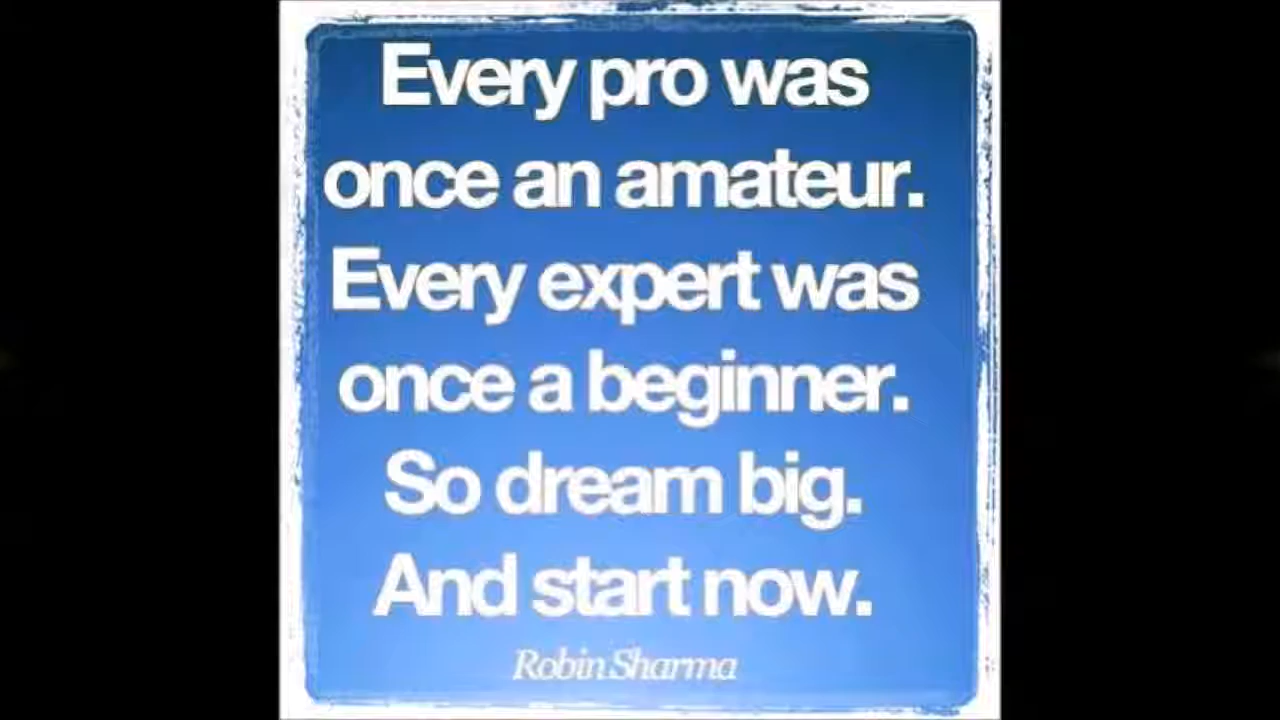 Every pro was
once an amateur.
Every expert was
once a beginner.
So dream big.
And start now.
Robin Sharma